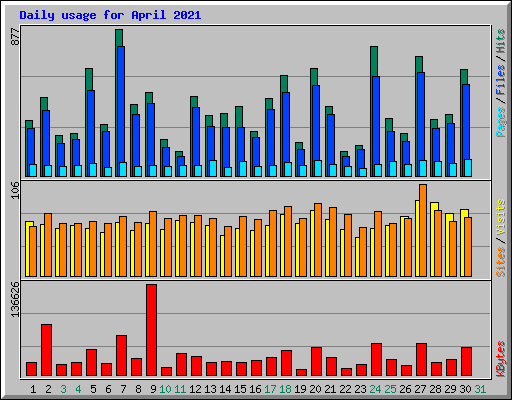 Daily usage for April 2021
877
Pages / Files / Hits
106
Sites / Visits
136626
KBytes
1 2 3 4 5 6 7 8 9 10 11 12 13 14 15 16 17 18 19 20 21 22 23 24 25 26 27 28 29 30 31